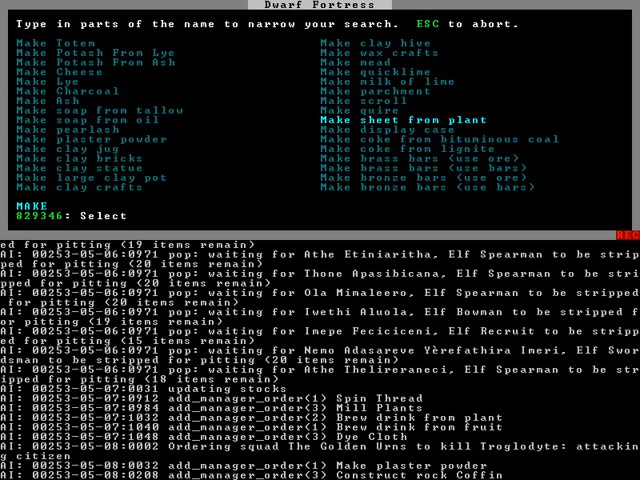 Dwarf Fortress
Type in parts of the name to narrow your search.  ESC to abort.
Make Totem
Make Potash From Lye
Make Potash From Ash
Make Cheese
Make Lye
Make Charcoal
Make Ash
Make soap from tallow
Make soap from oil
Make pearlash
Make plaster powder
Make clay jug
Make clay bricks
Make clay statue
Make large clay pot
Make clay crafts
Make clay hive
Make wax crafts
Make mead
Make quicklime
Make milk of lime
Make parchment
Make scroll
Make quire
Make sheet from plant
Make display case
Make coke from bituminous coal
Make coke from lignite
Make brass bars (use ore)
Make brass bars (use bars)
Make bronze bars (use ore)
Make bronze bars (use bars)
MAKE
829346: Select
REC
ed for pitting (19 items remain)
AI: 00253-05-06:0971 pop: waiting for Athe Etiniaritha, Elf Spearman to be strip
ped for pitting (20 items remain)
AI: 00253-05-06:0971 pop: waiting for Thone Apasibicana, Elf Spearman to be stri
pped for pitting (20 items remain)
AI: 00253-05-06:0971 pop: waiting for Ola Mimaleero, Elf Spearman to be stripped
 for pitting (20 items remain)
AI: 00253-05-06:0971 pop: waiting for Iwethi Aluola, Elf Bowman to be stripped f
or pitting (19 items remain)
AI: 00253-05-06:0971 pop: waiting for Imepe Feciciceni, Elf Recruit to be stripp
ed for pitting (15 items remain)
AI: 00253-05-06:0971 pop: waiting for Nemo Adasareve Yèrefathira Imeri, Elf Swor
dsman to be stripped for pitting (20 items remain)
AI: 00253-05-06:0971 pop: waiting for Athe Thelireraneci, Elf Spearman to be str
ipped for pitting (18 items remain)
AI: 00253-05-07:0031 updating stocks
AI: 00253-05-07:0912 add_manager_order(1) Spin Thread
AI: 00253-05-07:0984 add_manager_order(3) Mill Plants
AI: 00253-05-07:1032 add_manager_order(2) Brew drink from plant
AI: 00253-05-07:1040 add_manager_order(1) Brew drink from fruit
AI: 00253-05-07:1048 add_manager_order(3) Dye Cloth
AI: 00253-05-08:0002 Ordering squad The Golden Urns to kill Troglodyte: attackin
g citizen
AI: 00253-05-08:0032 add_manager_order(1) Make plaster powder
AI: 00253-05-08:0208 add_manager_order(3) Construct rock Coffin